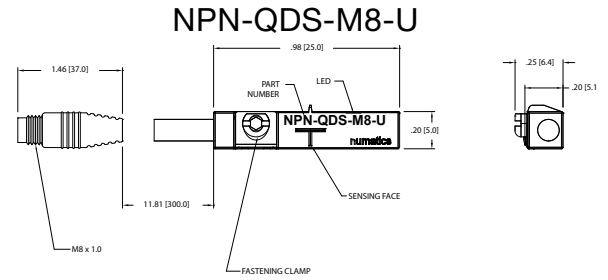 NPN-QDS-M8-U
.98 [25.0]
1.46 [37.0]
.25 [6.4]
PART
NUMBER
LED
.20 [5.1
NPN-QDS-M8-U
.20 [5.0]
numatics
SENSING FACE
11.81 [300.0]
M8 x 1.0
FASTENING CLAMP